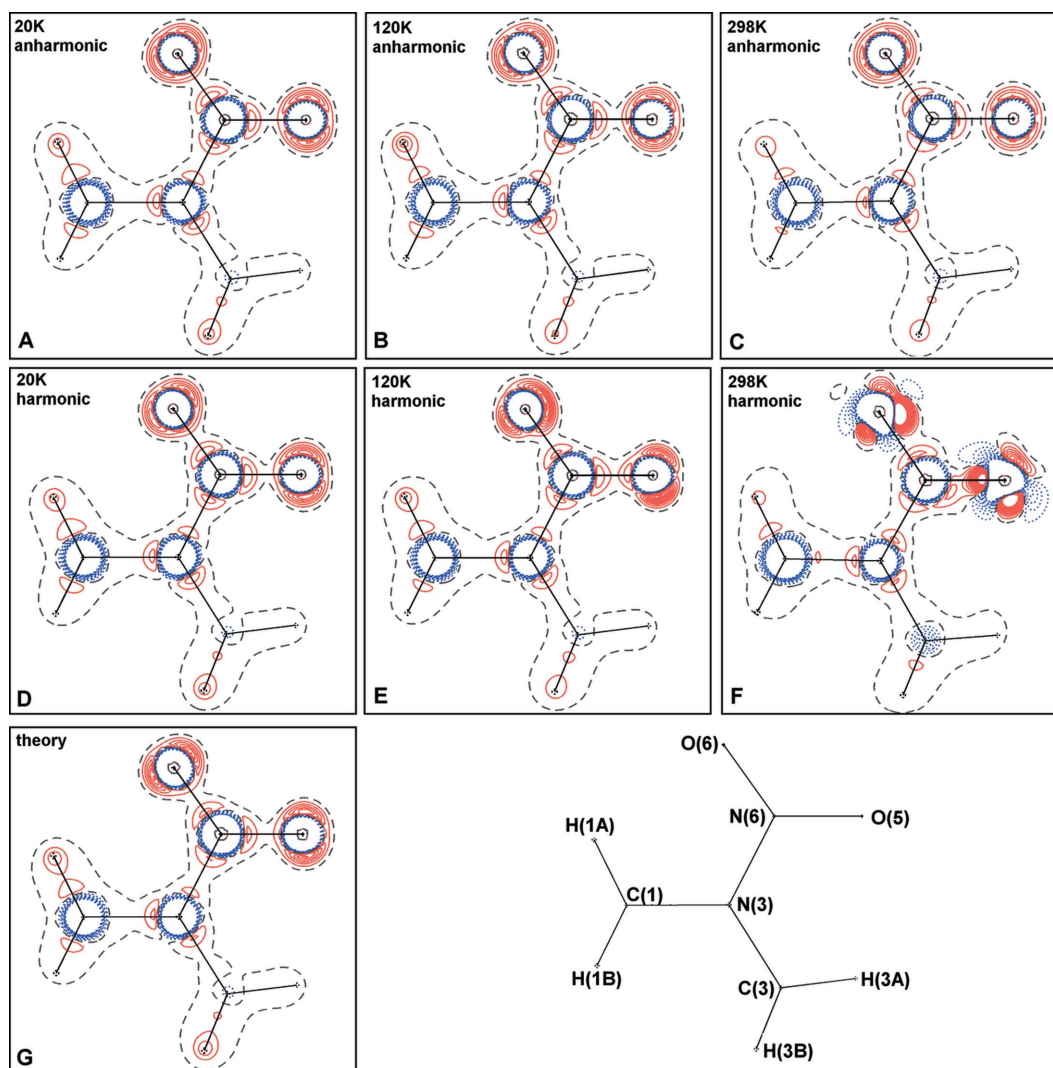 20K
anharmonic
A
120K
anharmonic
B
298K
anharmonic
C
20K
harmonic
D
120K
harmonic
E
298K
harmonic
F
theory
G
O(6)
N(6)
O(5)
H(1A)
C(1)
N(3)
H(1B)
C(3)
H(3A)
H(3B)